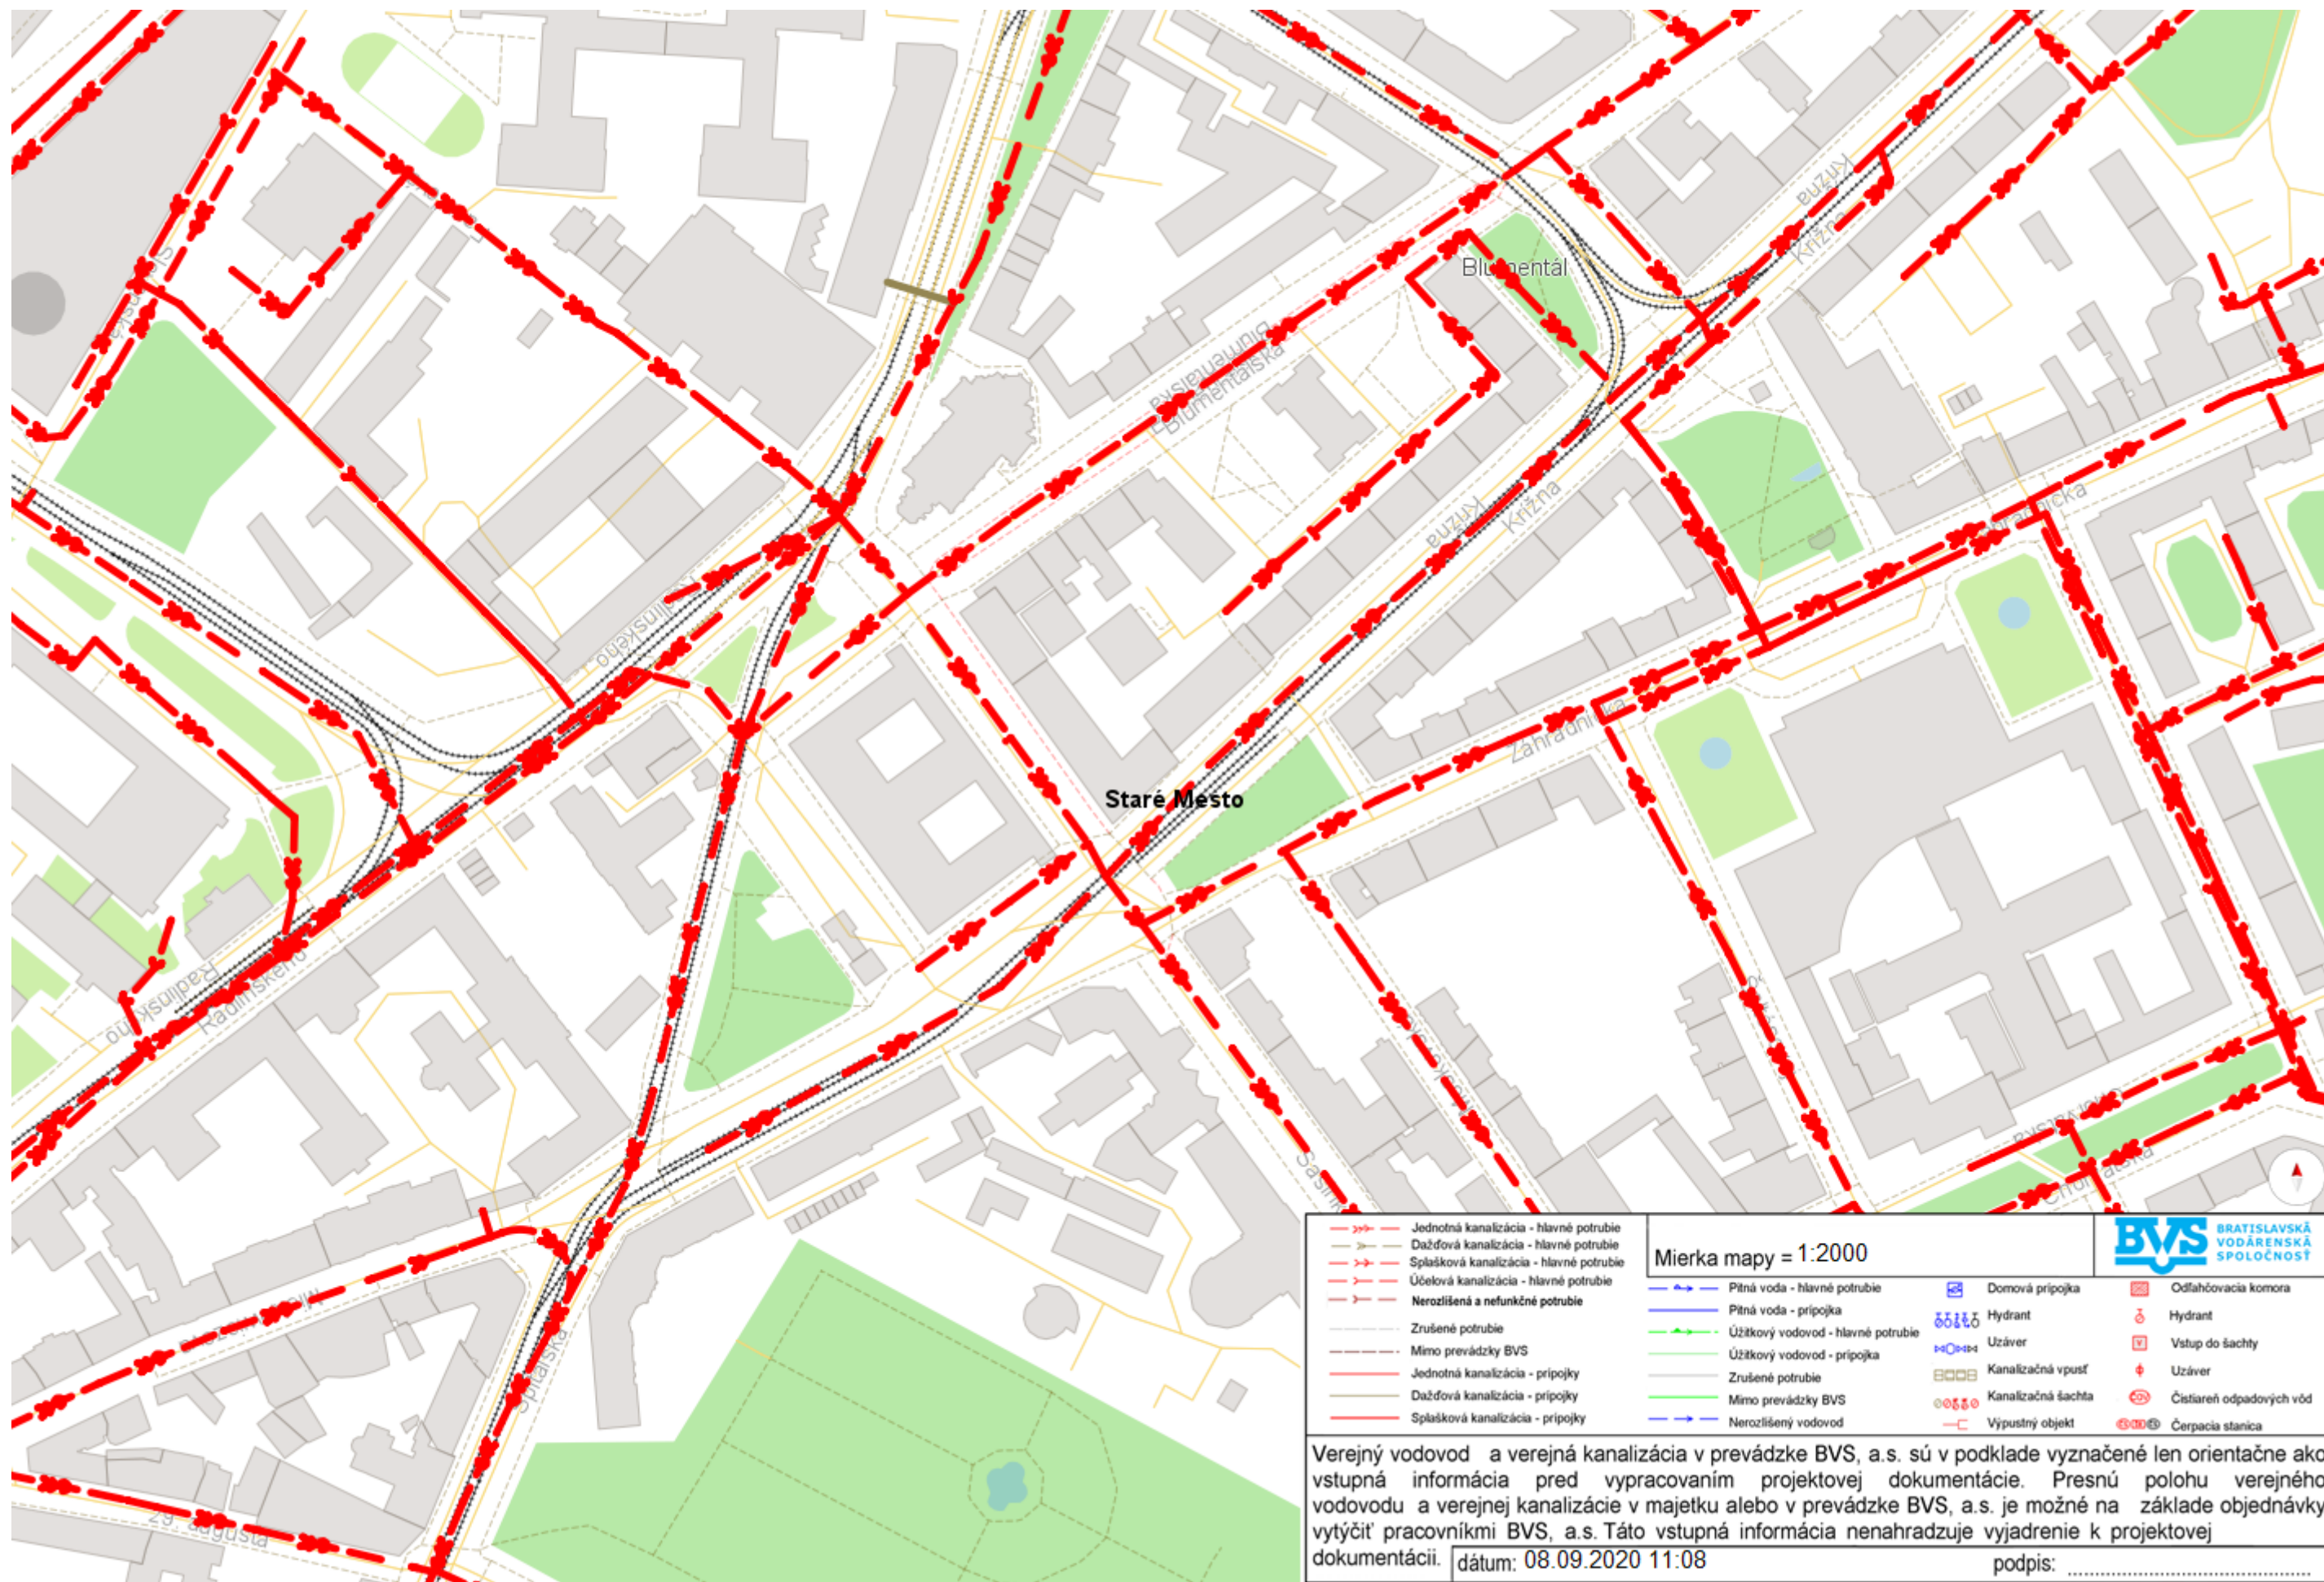 Blumentál
Krížna
Krížna
Blumentálska
Blumentálska
Krížna
Krížna
Záhradnícka
Staré Mesto
Radlinského
Radlinského
Špitálska
29. augusta
Jednotná kanalizácia - hlavné potrubie
Dažďová kanalizácia - hlavné potrubie
Splašková kanalizácia - hlavné potrubie
Účelová kanalizácia - hlavné potrubie
Nerozlíšená a nefunkčné potrubie
Zrušené potrubie
Mimo prevádzky BVS
Jednotná kanalizácia - prípojky
Dažďová kanalizácia - prípojky
Splašková kanalizácia - prípojky
Mierka mapy = 1:2000
BVS BRATISLAVSKÁ
VODÁRENSKÁ
SPOLOČNOSŤ
Pitná voda - hlavné potrubie
Pitná voda - prípojka
Úžitkový vodovod - hlavné potrubie
Úžitkový vodovod - prípojka
Zrušené potrubie
Mimo prevádzky BVS
Nerozlíšený vodovod
Domová prípojka
Hydrant
Uzáver
Kanalizačná vpusť
Kanalizačná šachta
Výpustný objekt
Odľahčovacia komora
Hydrant
Vstup do šachty
Uzáver
Čistiareň odpadových vôd
Čerpacia stanica
Verejný vodovod a verejná kanalizácia v prevádzke BVS, a.s. sú v podklade vyznačené len orientačne ako
vstupná informácia pred vypracovaním projektovej dokumentácie. Presnú polohu verejného
vodovodu a verejnej kanalizácie v majetku alebo v prevádzke BVS, a.s. je možné na základe objednávky
vytýčiť pracovníkmi BVS, a.s. Táto vstupná informácia nenahradzuje vyjadrenie k projektovej
dokumentácii.
dátum: 08.09.2020 11:08
podpis: ........................................